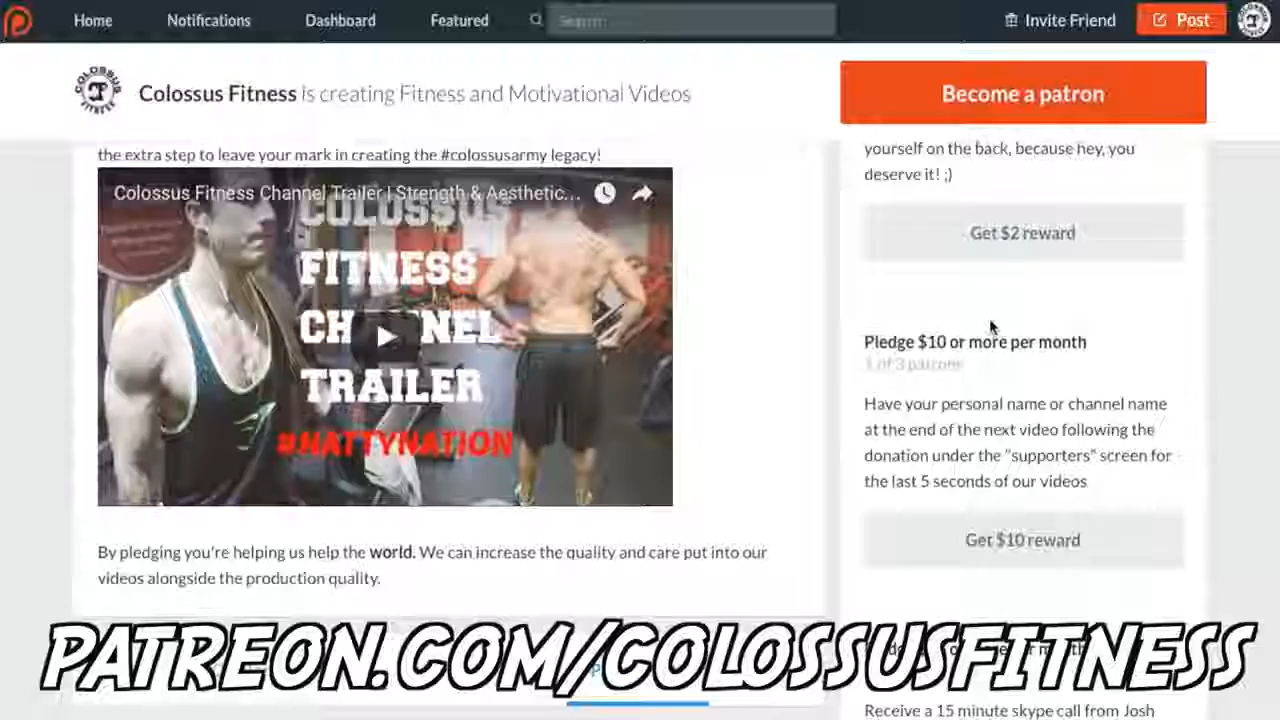 Home Notifications Dashboard Featured Search Invite Friend Post
Colossus Fitness is creating Fitness and Motivational Videos
Become a patron
the extra step to leave your mark in creating the #colossusarmy legacy!
Colossus Fitness Channel Trailer | Strength & Aesthetic...
COLOSSUS
FITNESS
CH NEL
TRAILER
#NATTYNATION
By pledging you're helping us help the world. We can increase the quality and care put into our
videos alongside the production quality.
yourself on the back, because hey, you
deserve it! ;)
Get $2 reward
Pledge $10 or more per month
1 of 3 patrons
Have your personal name or channel name
at the end of the next video following the
donation under the "supporters" screen for
the last 5 seconds of our videos
Get $10 reward
PATREON.COM/COLOSSUSFITNESS
Receive a 15 minute skype call from Josh